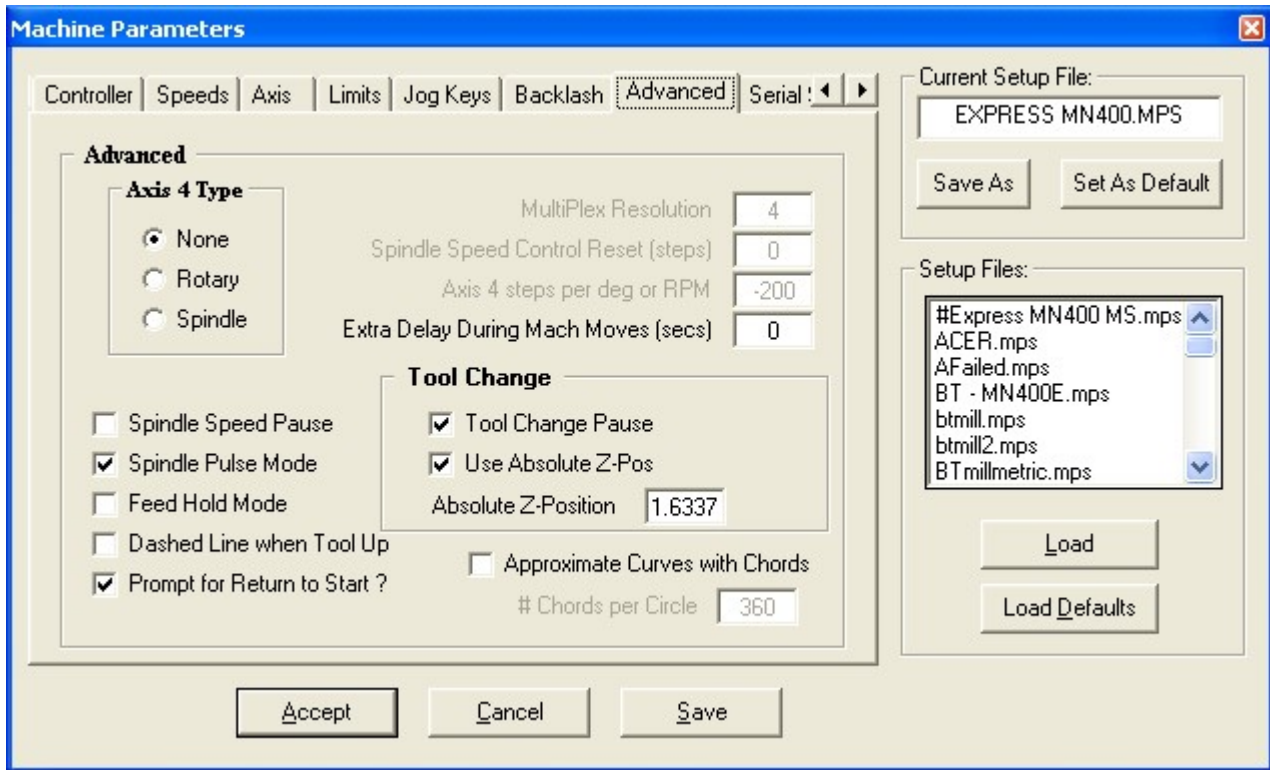 Machine Parameters
Controller Speeds Axis Limits Jog Keys Backlash Advanced Serial
Advanced
Axis 4 Type
None
Rotary
Spindle
MultiPlex Resolution 4
Spindle Speed Control Reset (steps) 0
Axis 4 steps per deg or RPM -200
Extra Delay During Mach Moves (secs) 0
Spindle Speed Pause
Spindle Pulse Mode
Feed Hold Mode
Dashed Line when Tool Up
Prompt for Return to Start ?
Tool Change
Tool Change Pause
Use Absolute Z-Pos
Absolute Z-Position 1.6337
Approximate Curves with Chords
# Chords per Circle 360
Current Setup File:
EXPRESS MN400.MPS
Save As Set As Default
Setup Files:
#Express MN400 MS.mps
ACER.mps
AFailed.mps
BT - MN400E.mps
btmill.mps
btmill2.mps
BTmillmetric.mps
Load
Load Defaults
Accept Cancel Save